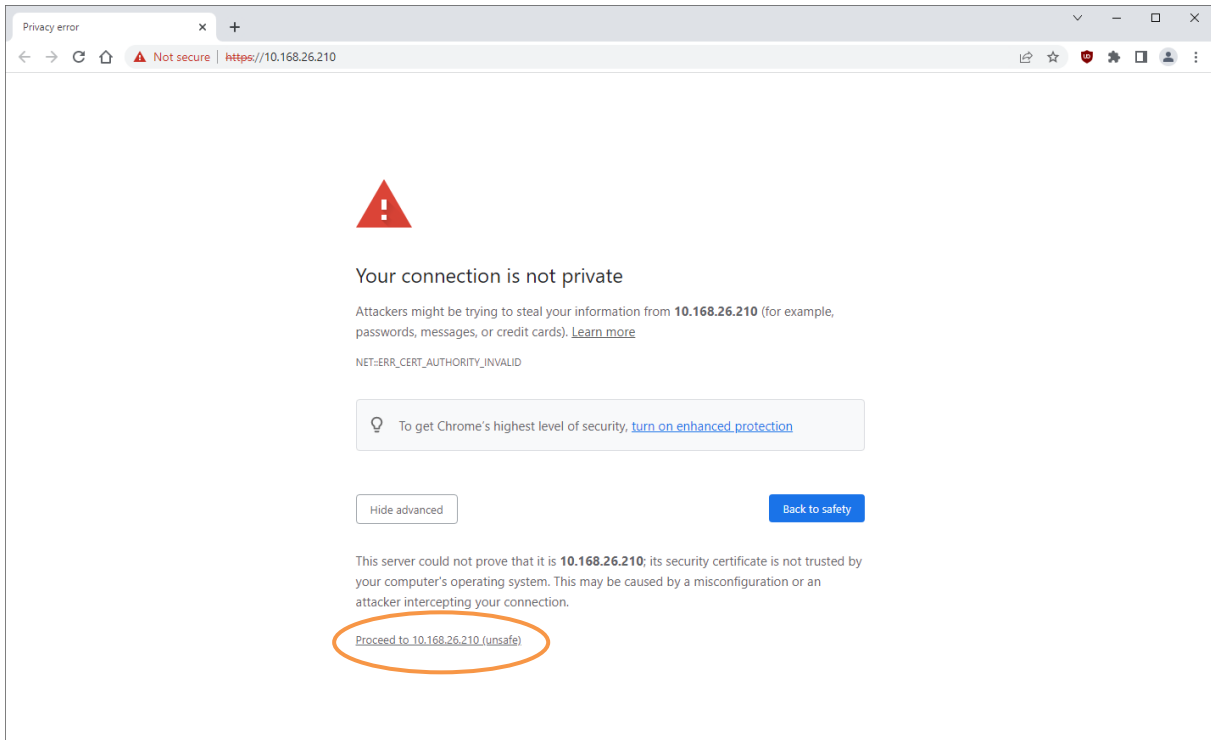 Privacy error
Not secure | https://10.168.26.210
Your connection is not private
Attackers might be trying to steal your information from 10.168.26.210 (for example,
passwords, messages, or credit cards). Learn more
NET::ERR_CERT_AUTHORITY_INVALID
To get Chrome's highest level of security, turn on enhanced protection
Hide advanced
Back to safety
This server could not prove that it is 10.168.26.210; its security certificate is not trusted by
your computer's operating system. This may be caused by a misconfiguration or an
attacker intercepting your connection.
Proceed to 10.168.26.210 (unsafe)